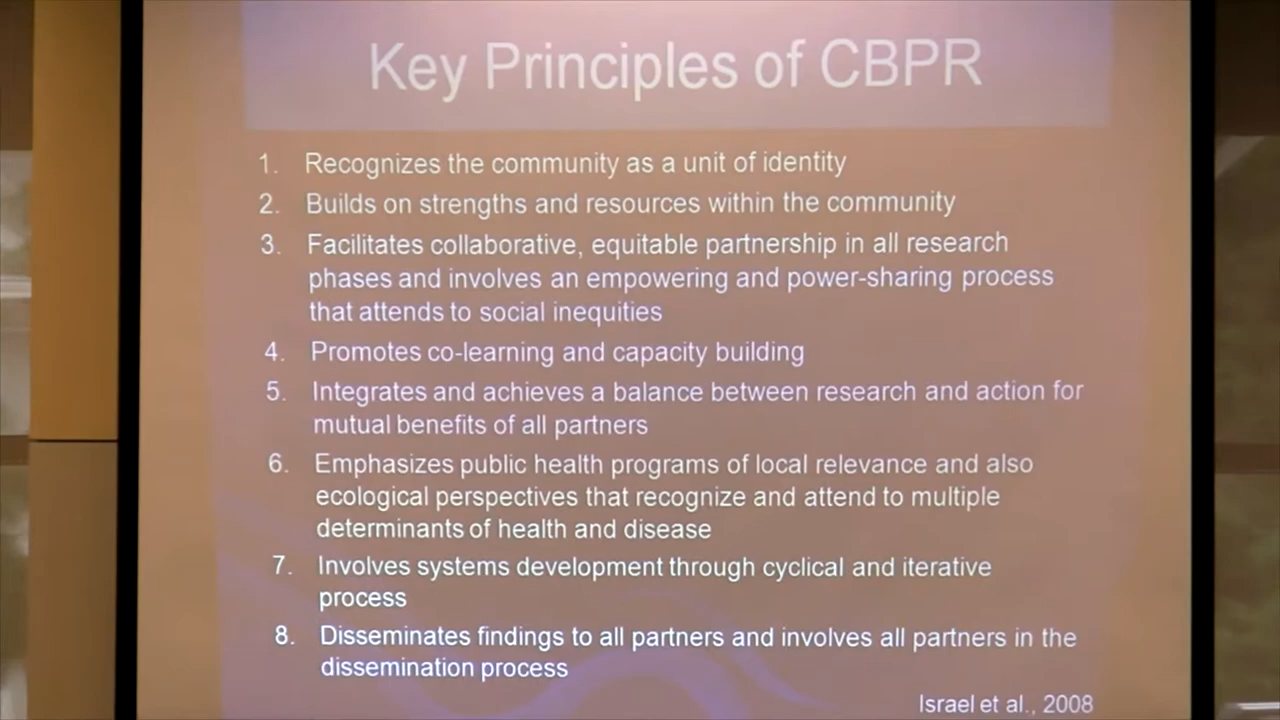 Key Principles of CBPR
1. Recognizes the community as a unit of identity
2. Builds on strengths and resources within the community
3. Facilitates collaborative, equitable partnership in all research
phases and involves an empowering and power-sharing process
that attends to social inequities
4. Promotes co-learning and capacity building
5. Integrates and achieves a balance between research and action for
mutual benefits of all partners
6. Emphasizes public health programs of local relevance and also
ecological perspectives that recognize and attend to multiple
determinants of health and disease
7. Involves systems development through cyclical and iterative
process
8. Disseminates findings to all partners and involves all partners in the
dissemination process
Israel et al., 2008